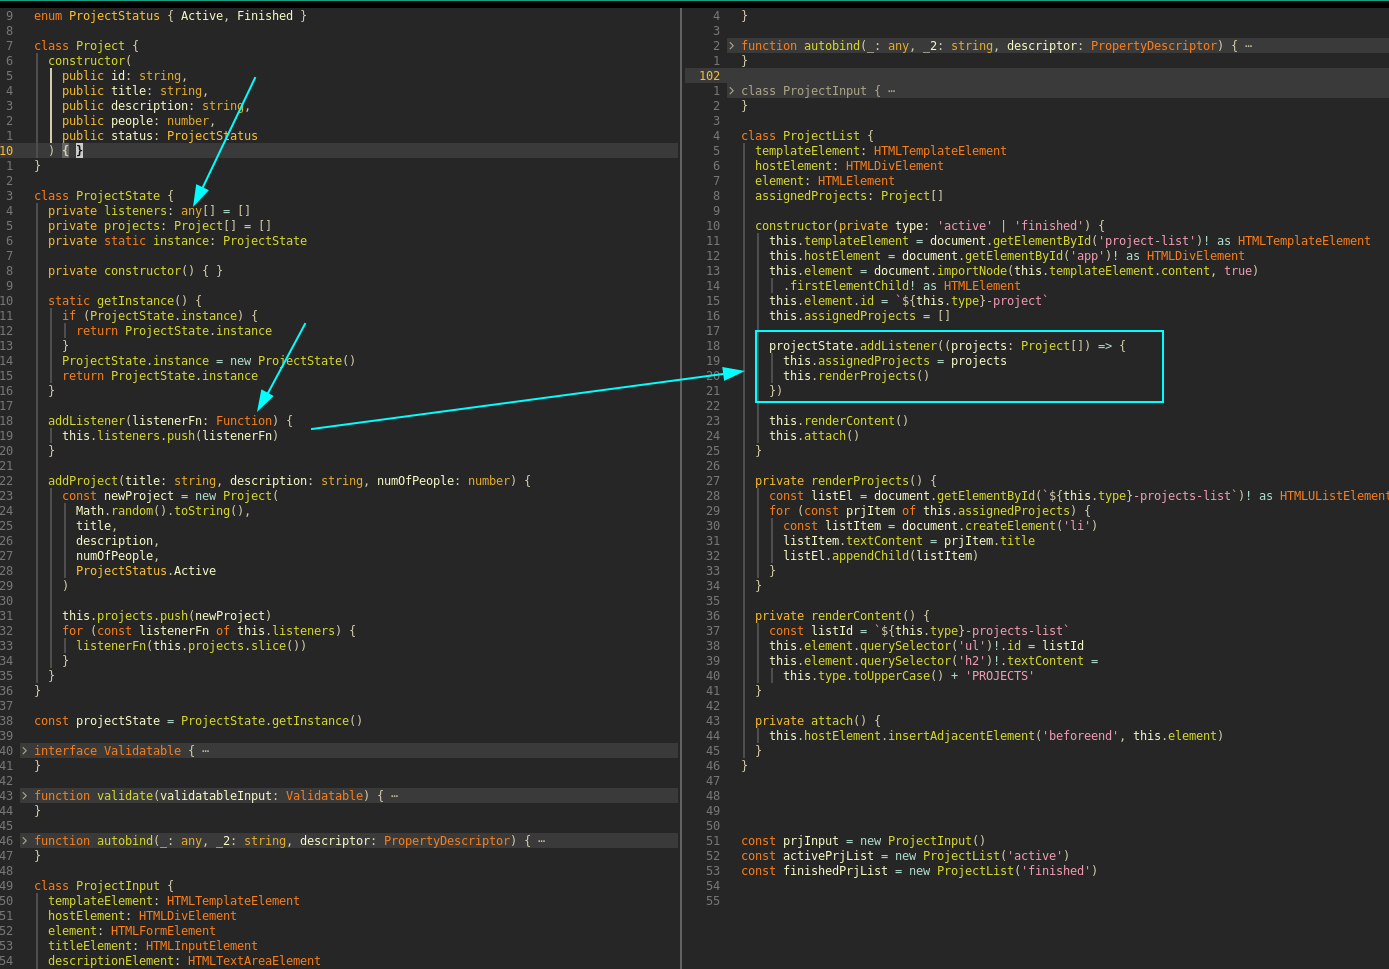 9 enum ProjectStatus { Active, Finished }
8
7 class Project {
6 constructor(
5 public id: string,
4 public title: string,
3 public description: string,
2 public people: number,
1 public status: ProjectStatus
10 ) { }
1 }
2
3 class ProjectState {
4 private listeners: any[] = []
5 private projects: Project[] = []
6 private static instance: ProjectState
7
8 private constructor() { }
9
10 static getInstance() {
11 if (ProjectState.instance) {
12 return ProjectState.instance
13 }
14 ProjectState.instance = new ProjectState()
15 return ProjectState.instance
16 }
17
18 addListener(listenerFn: Function) {
19 this.listeners.push(listenerFn)
20 }
21
22 addProject(title: string, description: string, numOfPeople: number) {
23 const newProject = new Project(
24 Math.random().toString(),
25 title,
26 description,
27 numOfPeople,
28 ProjectStatus.Active
29 )
30
31 this.projects.push(newProject)
32 for (const listenerFn of this.listeners) {
33 listenerFn(this.projects.slice())
34 }
35 }
36 }
37
38 const projectState = ProjectState.getInstance()
39
40 > interface Validatable { ⋯
41 }
42
43 > function validate(validatableInput: Validatable) { ⋯
44 }
45
46 > function autobind(_: any, _2: string, descriptor: PropertyDescriptor) { ⋯
47 }
48
49 class ProjectInput {
50 templateElement: HTMLTemplateElement
51 hostElement: HTMLDivElement
52 element: HTMLFormElement
53 titleElement: HTMLInputElement
54 descriptionElement: HTMLTextAreaElement
4 }
3
2 > function autobind(_: any, _2: string, descriptor: PropertyDescriptor) { ⋯
1 }
102
1 > class ProjectInput { ⋯
2 }
3
4 class ProjectList {
5 templateElement: HTMLTemplateElement
6 hostElement: HTMLDivElement
7 element: HTMLElement
8 assignedProjects: Project[]
9
10 constructor(private type: 'active' | 'finished') {
11 this.templateElement = document.getElementById('project-list')! as HTMLTemplateElement
12 this.hostElement = document.getElementById('app')! as HTMLDivElement
13 this.element = document.importNode(this.templateElement.content, true)
14 .firstElementChild! as HTMLElement
15 this.element.id = `${this.type}-project`
16 this.assignedProjects = []
17
18 projectState.addListener((projects: Project[]) => {
19 this.assignedProjects = projects
20 this.renderProjects()
21 })
22
23 this.renderContent()
24 this.attach()
25 }
26
27 private renderProjects() {
28 const listEl = document.getElementById(`${this.type}-projects-list`)! as HTMLUListElement
29 for (const prjItem of this.assignedProjects) {
30 const listItem = document.createElement('li')
31 listItem.textContent = prjItem.title
32 listEl.appendChild(listItem)
33 }
34 }
35
36 private renderContent() {
37 const listId = `${this.type}-projects-list`
38 this.element.querySelector('ul')!.id = listId
39 this.element.querySelector('h2')!.textContent =
40 this.type.toUpperCase() + 'PROJECTS'
41 }
42
43 private attach() {
44 this.hostElement.insertAdjacentElement('beforeend', this.element)
45 }
46 }
47
48
49
50
51 const prjInput = new ProjectInput()
52 const activePrjList = new ProjectList('active')
53 const finishedPrjList = new ProjectList('finished')
54
55